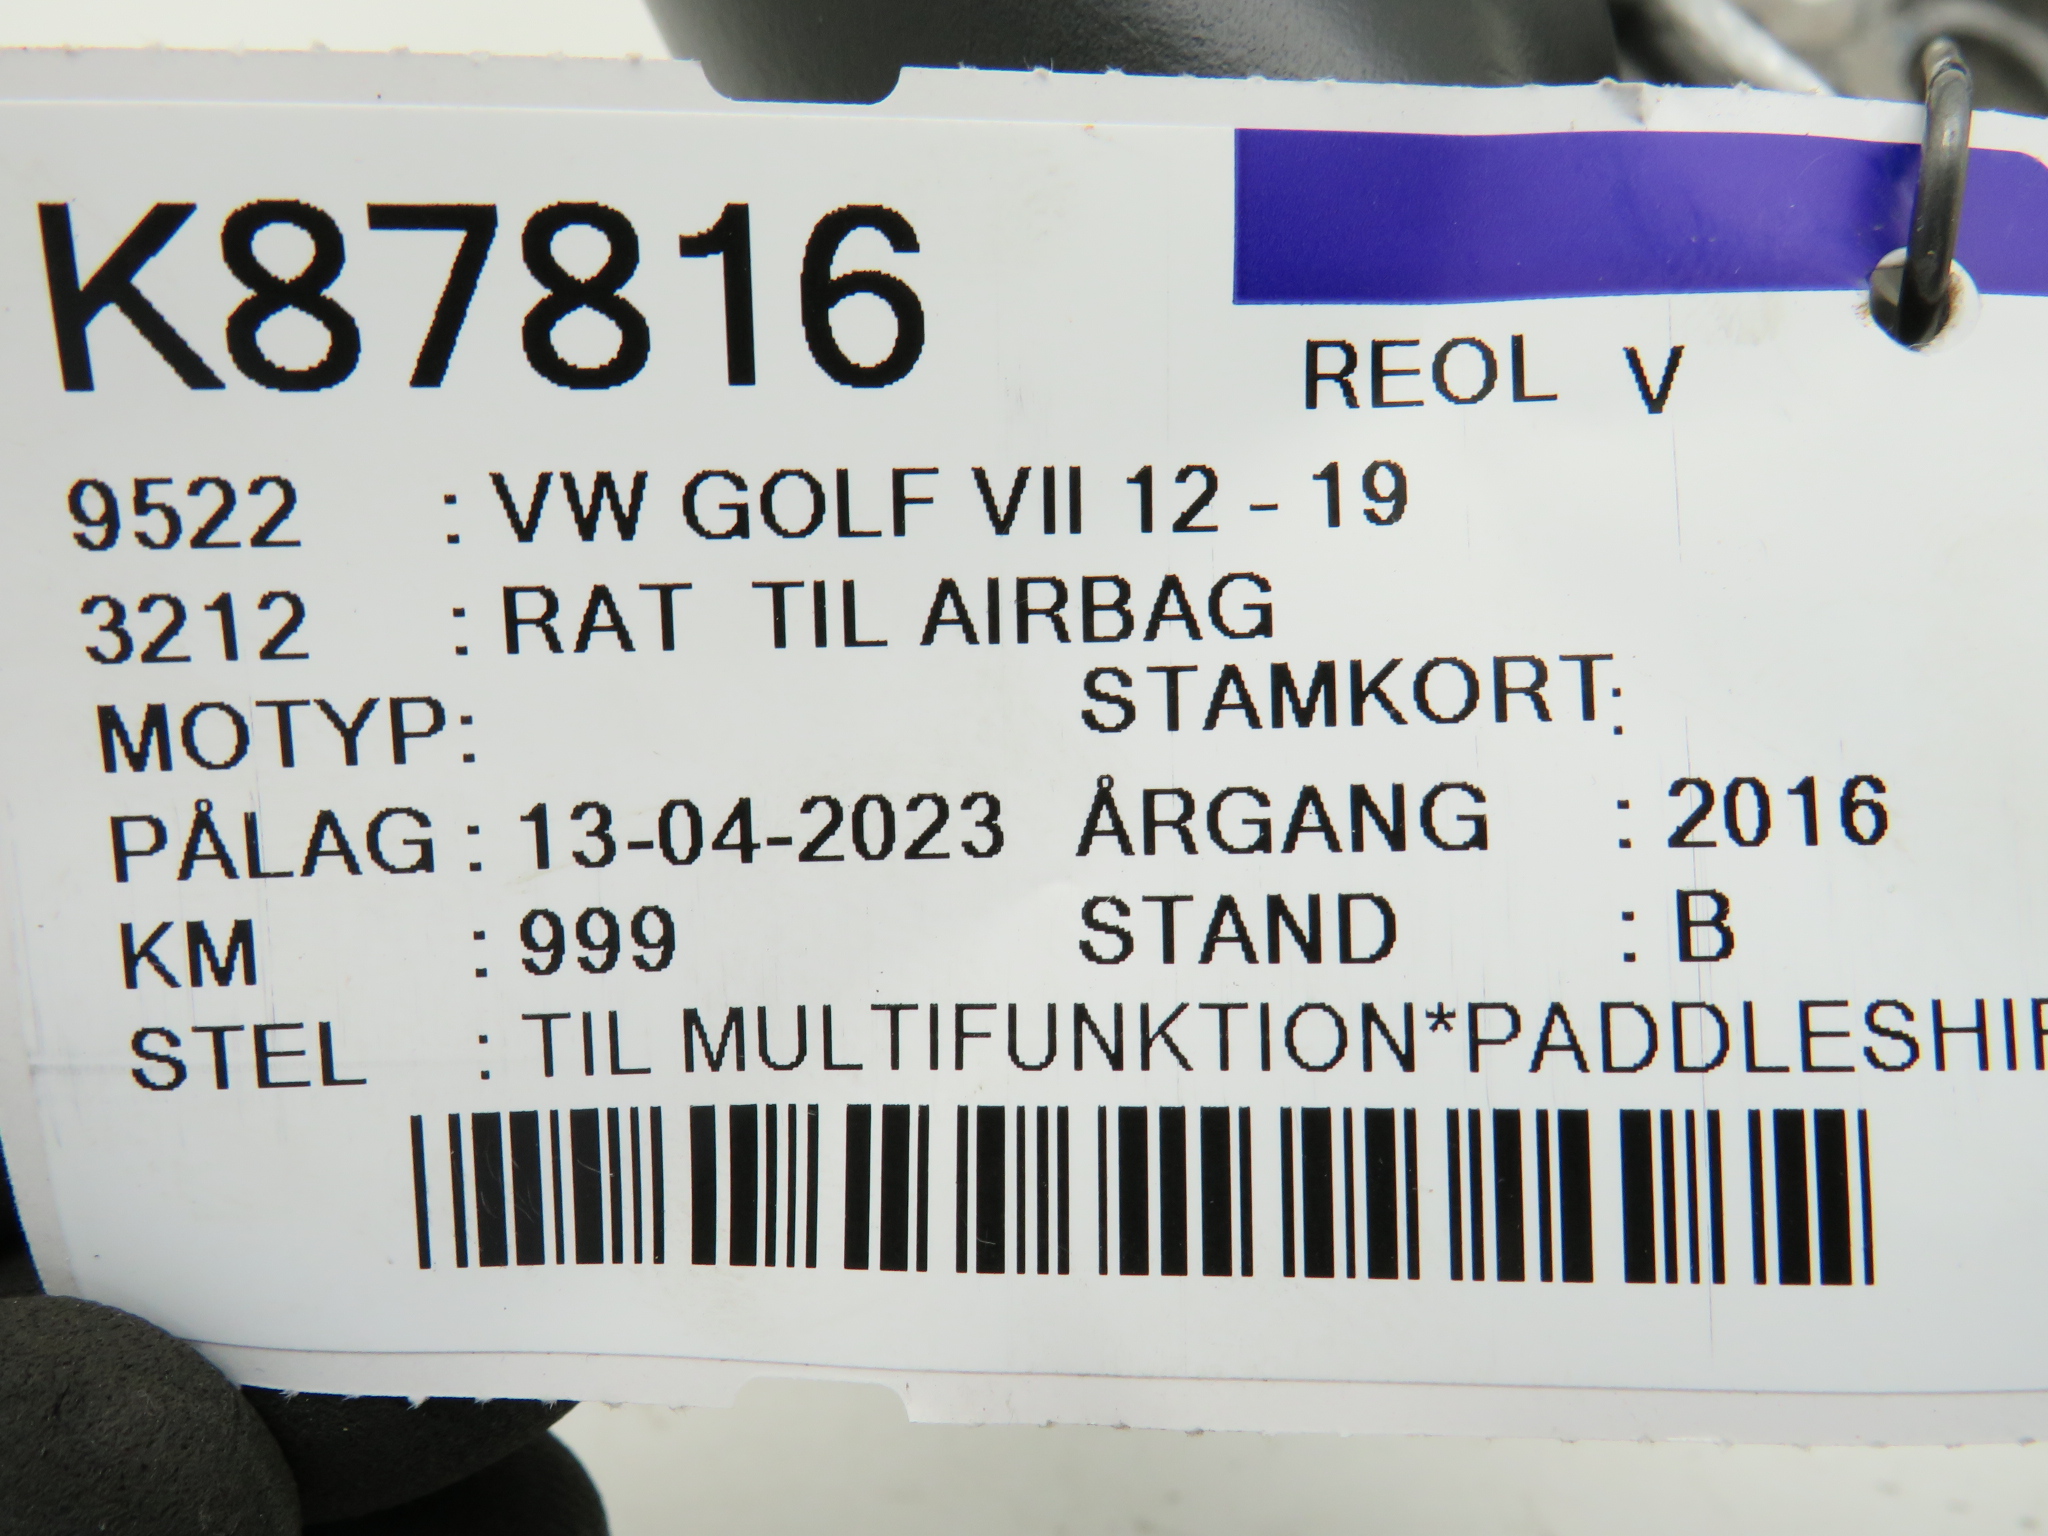 K87816
REOL V
9522 : VW GOLF VII 12 - 19
3212 : RAT TIL AIRBAG
MOTYP: STAMKORT:
PÅLAG : 13-04-2023 ÅRGANG : 2016
KM : 999 STAND : B
STEL : TIL MULTIFUNKTION*PADDLESHIF